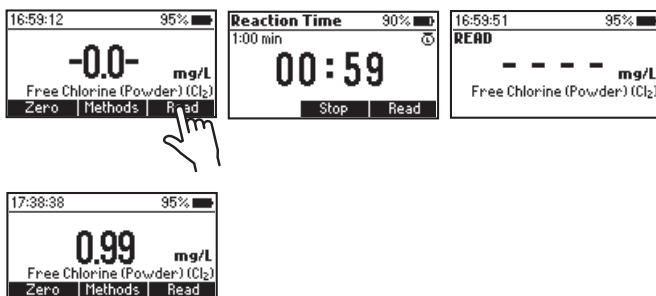 16:59:12 95%
-0.0- mg/L
Free Chlorine (Powder) (Cl₂)
Zero Methods Read
Reaction Time 90%
1:00 min
00:59
Stop Read
16:59:51 95%
READ
- - - - mg/L
Free Chlorine (Powder) (Cl₂
17:38:38 95%
0.99 mg/L
Free Chlorine (Powder) (Cl₂)
Zero Methods Read